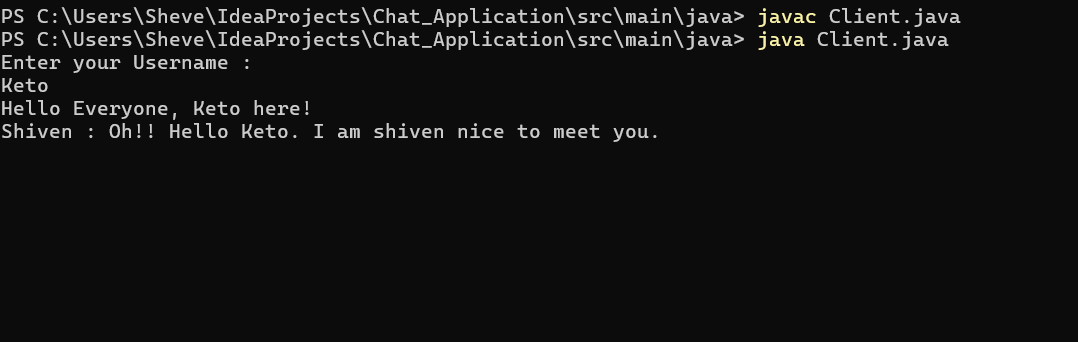 PS C:\Users\Sheve\IdeaProjects\Chat_Application\src\main\java> javac Client.java
PS C:\Users\Sheve\IdeaProjects\Chat_Application\src\main\java> java Client.java
Enter your Username :
Keto
Hello Everyone, Keto here!
Shiven : Oh!! Hello Keto. I am shiven nice to meet you.